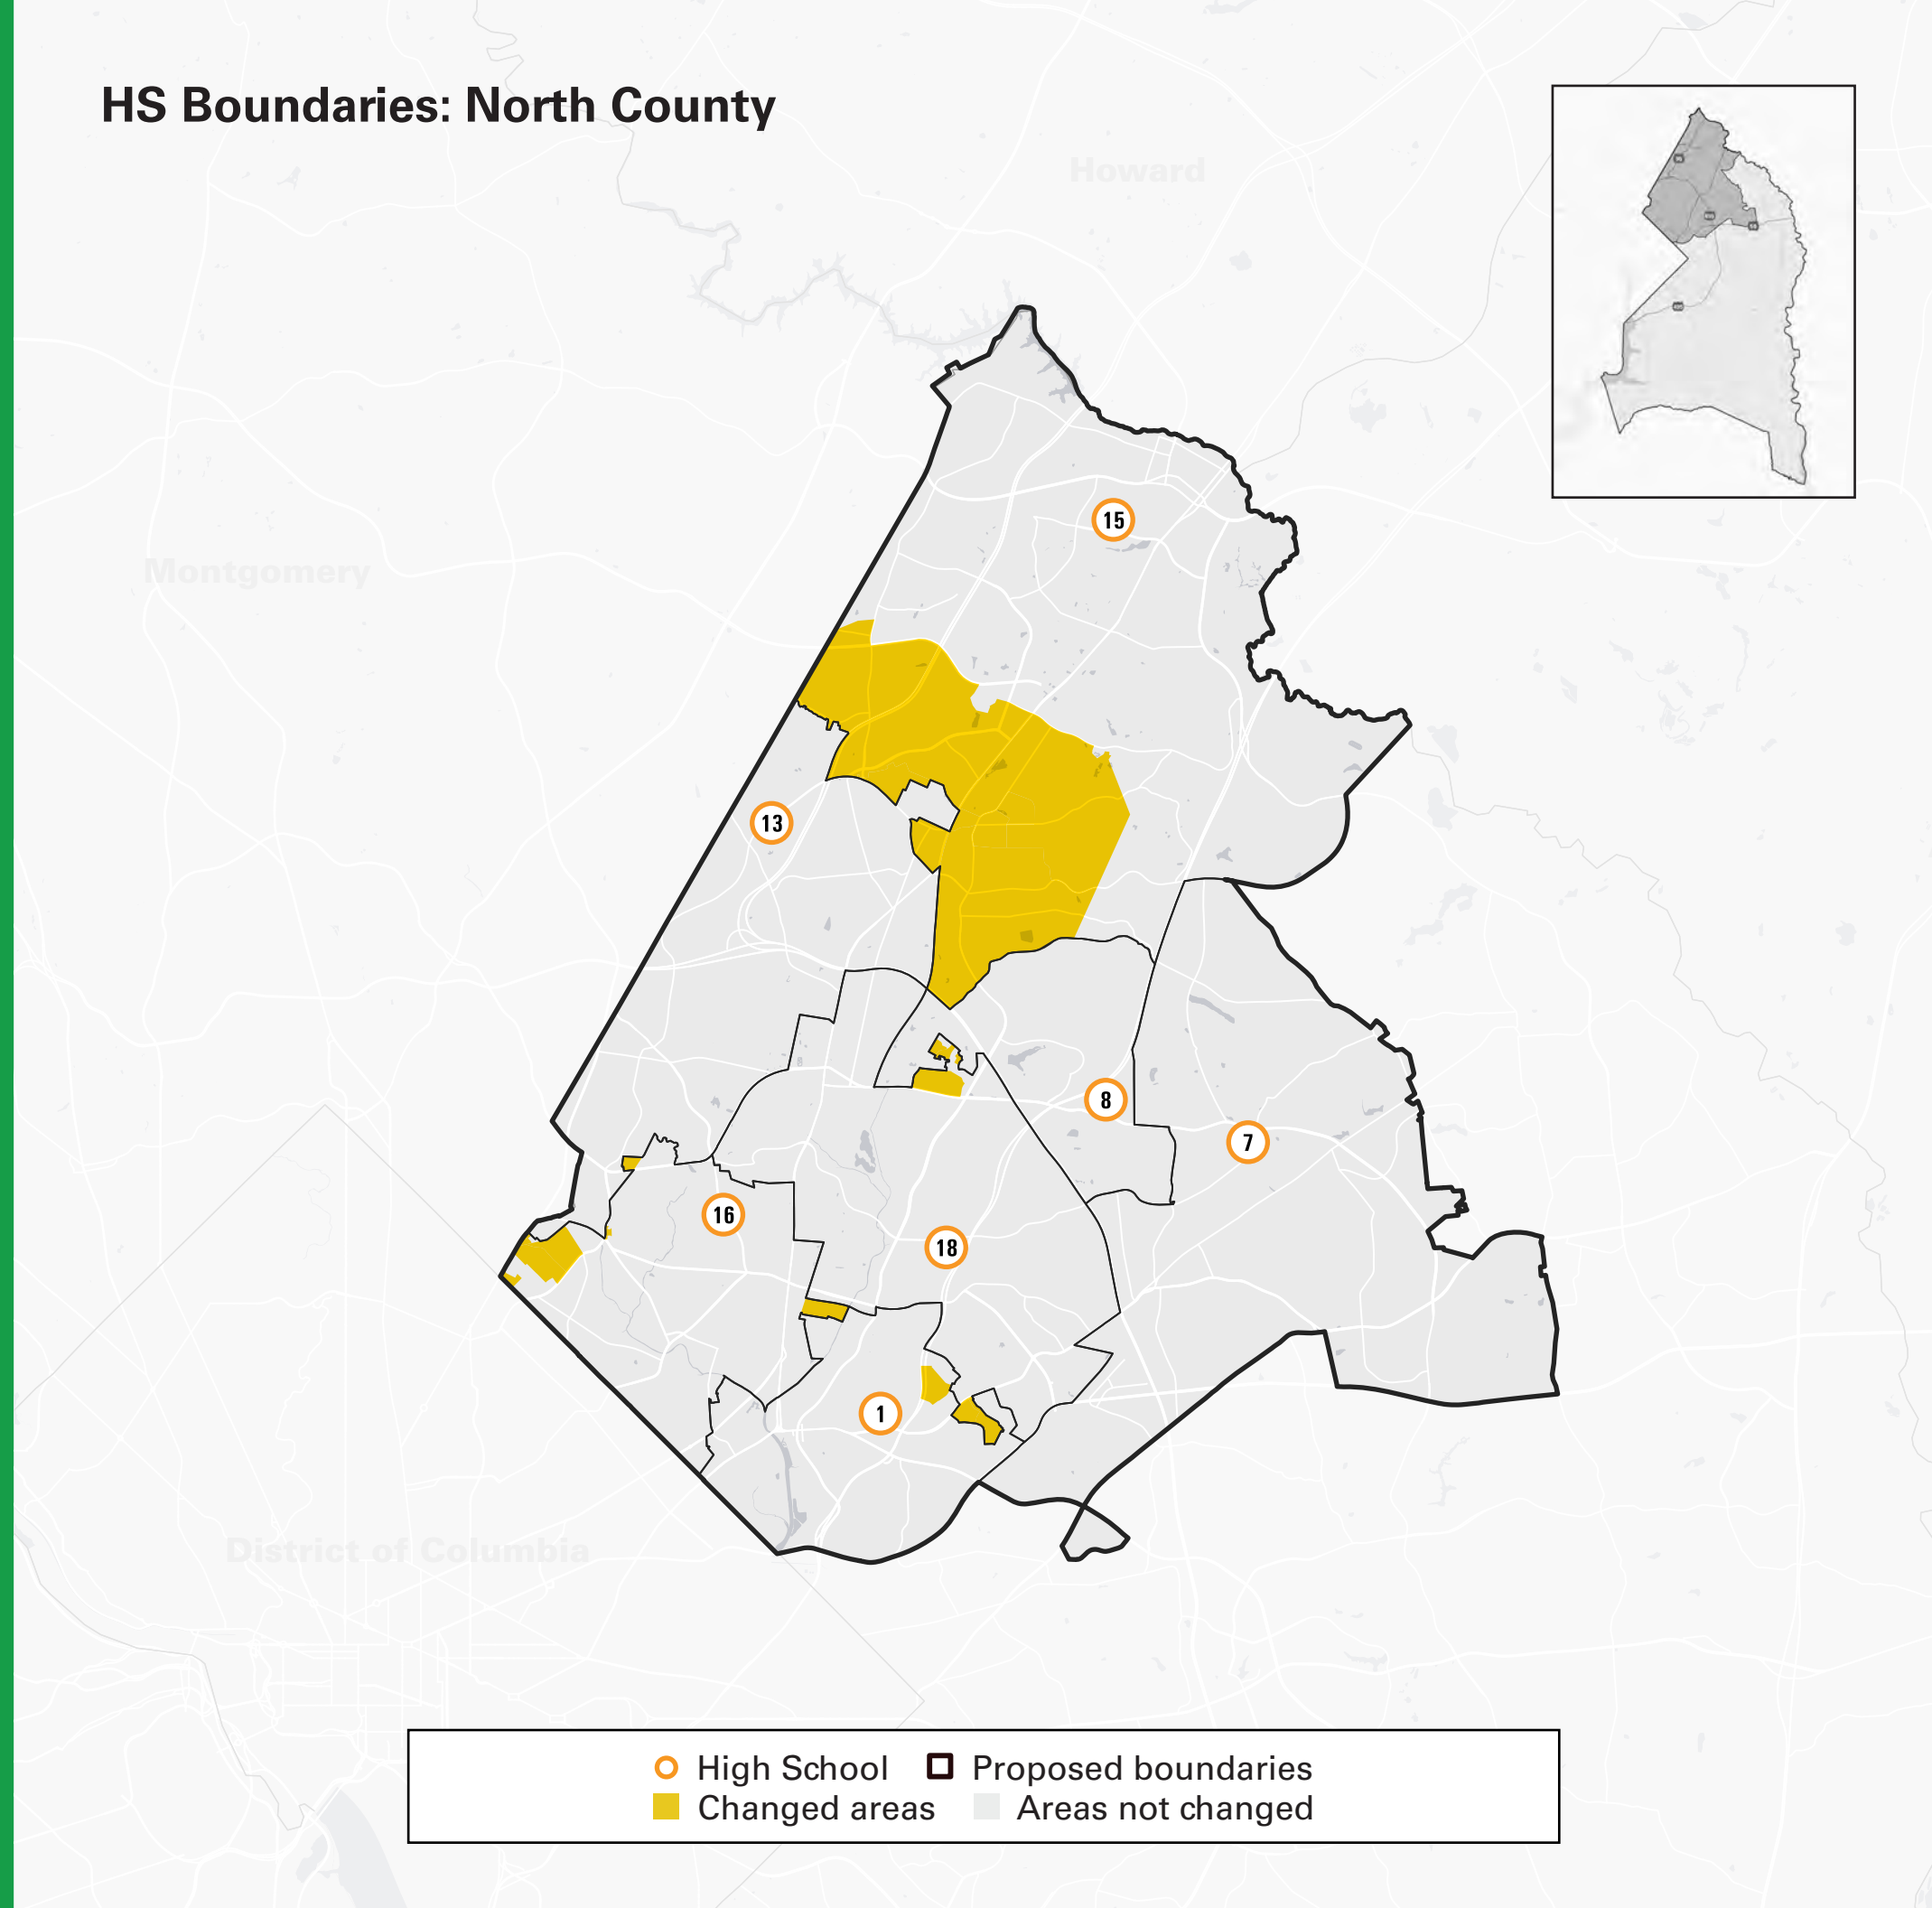 HS Boundaries: North County
Howard
15
Montgomery
13
8
7
16
18
1
District of Columbia
High School
Proposed boundaries
Changed areas
Areas not changed